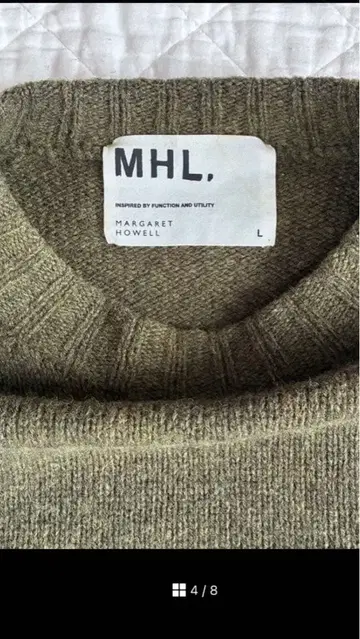 MHL.
INSPIRED BY FUNCTION AND UTILITY
MARGARET
HOWELL L
4/8